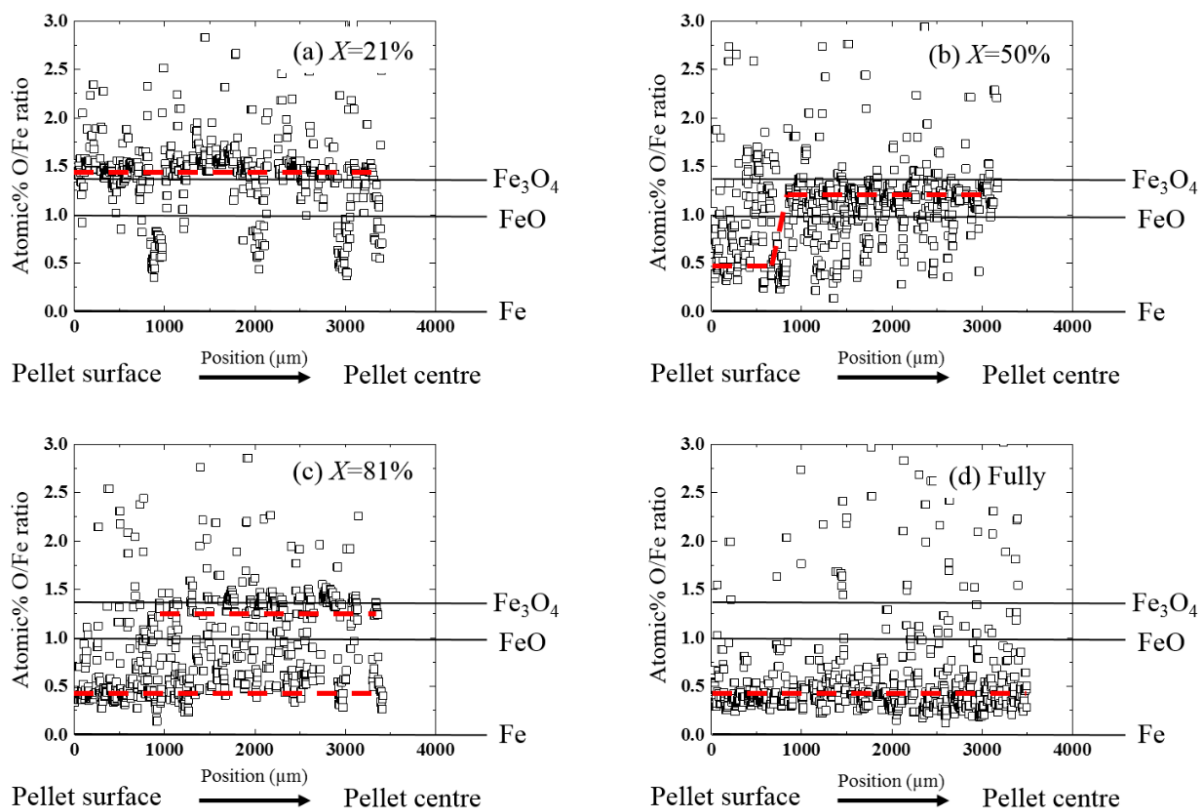 (a) X=21%
3.0
2.5
2.0
1.5
1.0
0.5
0.0
Atomic% O/Fe ratio
Fe₃O₄
FeO
Fe
0 1000 2000 3000 4000
Position (µm)
Pellet surface Pellet centre
(b) X=50%
3.0
2.5
2.0
1.5
1.0
0.5
0.0
Atomic% O/Fe ratio
Fe₃O₄
FeO
Fe
0 1000 2000 3000 4000
Position (µm)
Pellet surface Pellet centre
(c) X=81%
3.0
2.5
2.0
1.5
1.0
0.5
0.0
Atomic% O/Fe ratio
Fe₃O₄
FeO
Fe
0 1000 2000 3000 4000
Position (µm)
Pellet surface Pellet centre
(d) Fully
3.0
2.5
2.0
1.5
1.0
0.5
0.0
Atomic% O/Fe ratio
Fe₃O₄
FeO
Fe
0 1000 2000 3000 4000
Position (µm)
Pellet surface Pellet centre